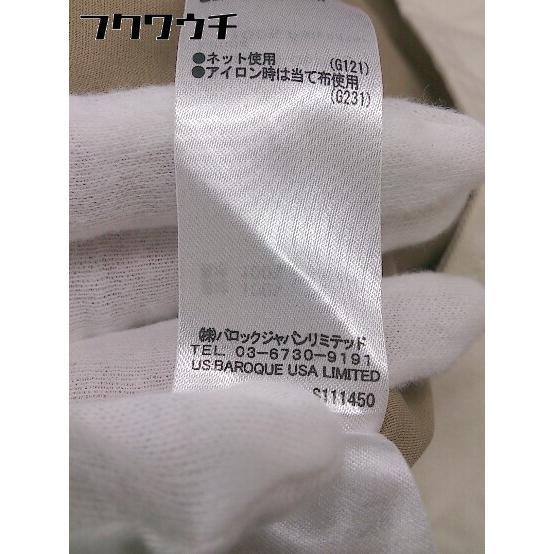 フクワウチ
●ネット使用 (G121)
●アイロン時は当て布使用
(G231)
㈱バロックジャパンリミテッド
TEL 03-6730-9191
US:BAROQUE USA LIMITED
S111450